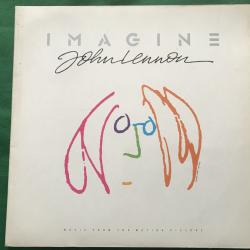 IMAGINE
John Lennon
MUSIC FROM THE MOTION PICTURE